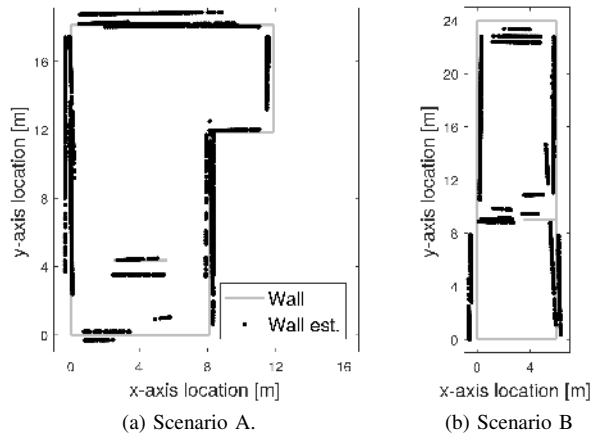 16
12
8
4
0
y-axis location [m]
0 4 8 12 16
x-axis location [m]
Wall
Wall est.
(a) Scenario A.
24
20
16
12
8
4
0
y-axis location [m]
0 4
x-axis location [m]
(b) Scenario B